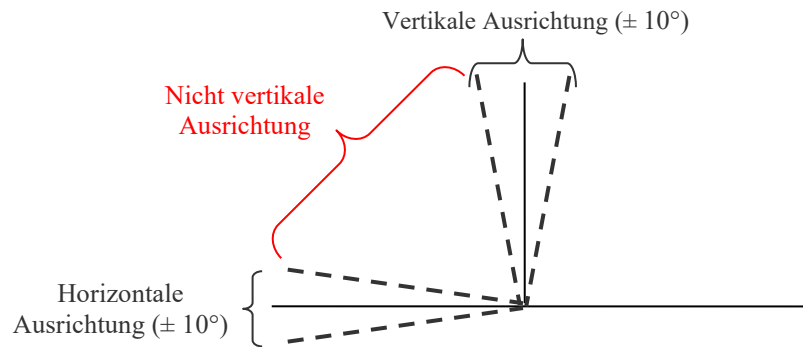 Vertikale Ausrichtung (± 10°)
Nicht vertikale
Ausrichtung
Horizontale
Ausrichtung (± 10°)